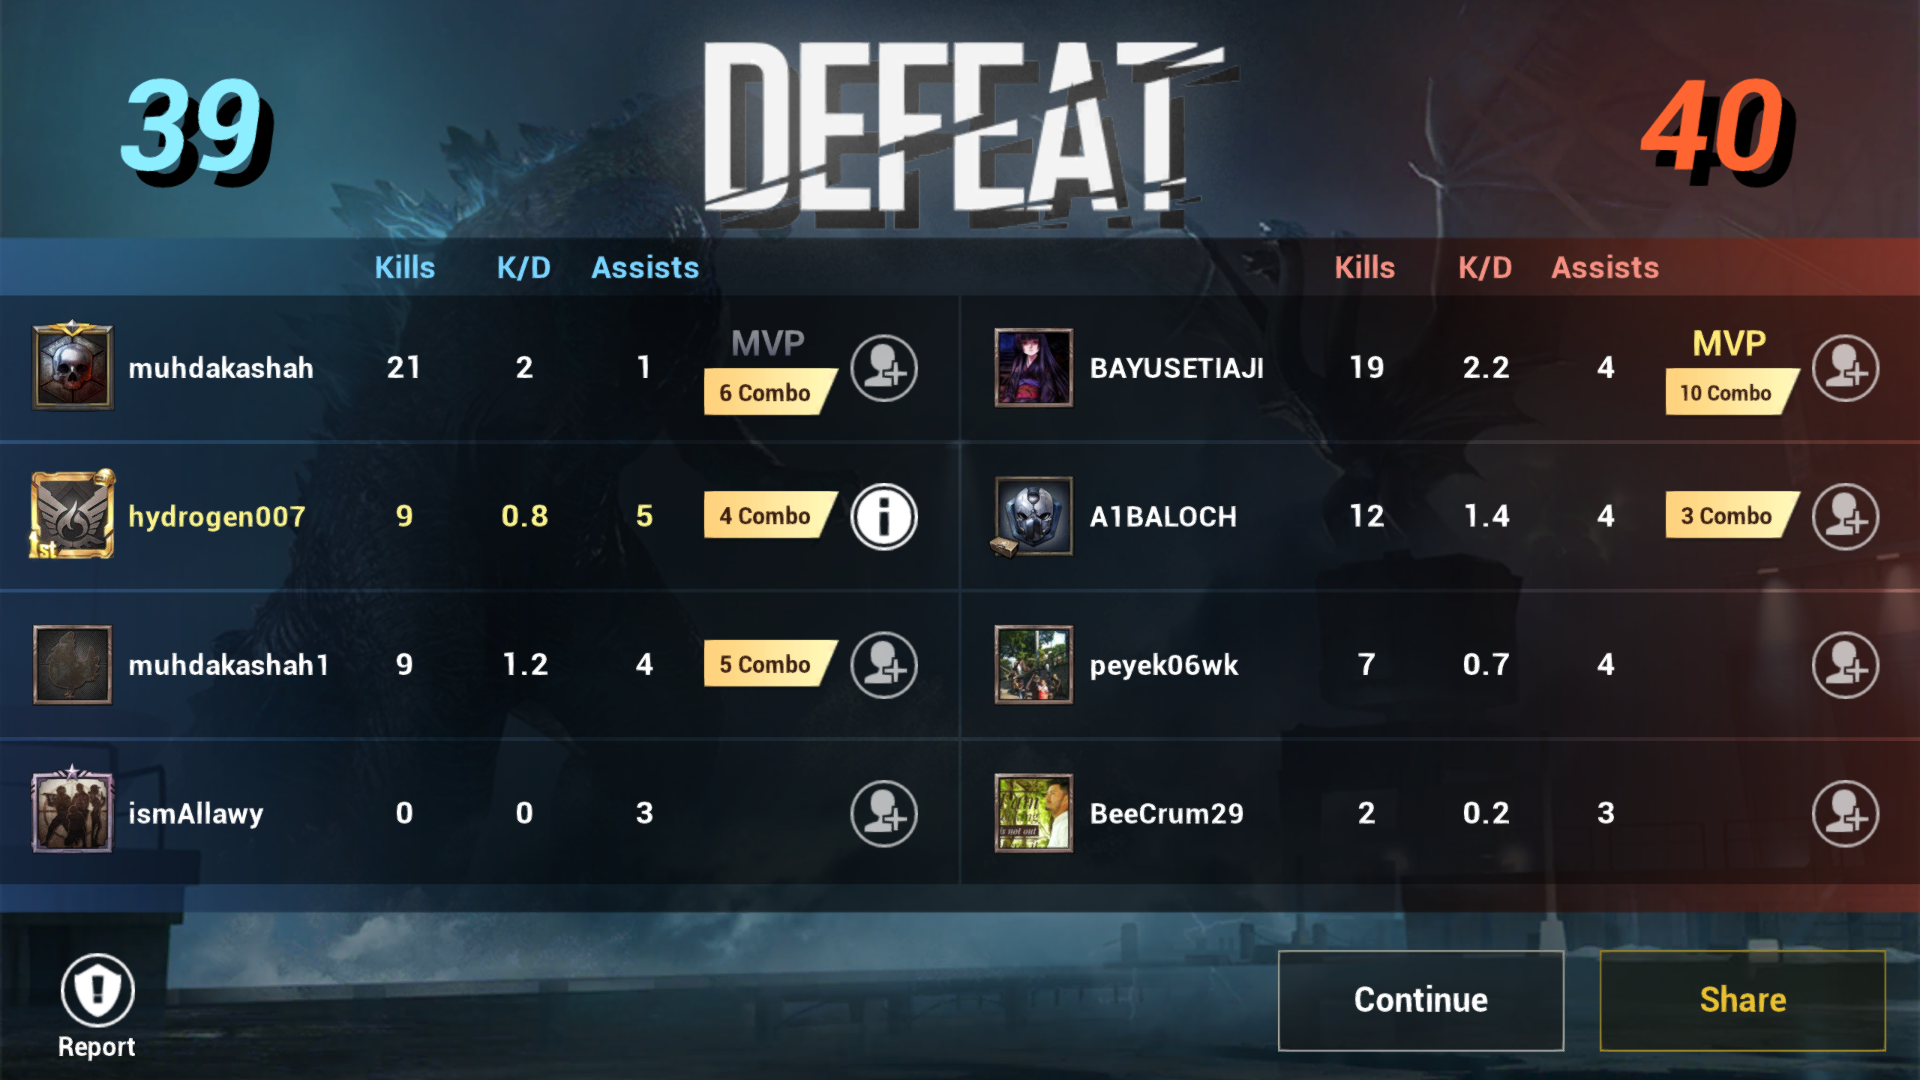 DEFEAT
39
40
Kills K/D Assists
Kills K/D Assists
muhdakashah 21 2 1 MVP
6 Combo
BAYUSETIAJI 19 2.2 4 MVP
10 Combo
1st
hydrogen007 9 0.8 5 4 Combo
A1BALOCH 12 1.4 4 3 Combo
muhdakashah1 9 1.2 4 5 Combo
peyek06wk 7 0.7 4
ismAllawy 0 0 3
BeeCrum29 2 0.2 3
Report
Continue
Share